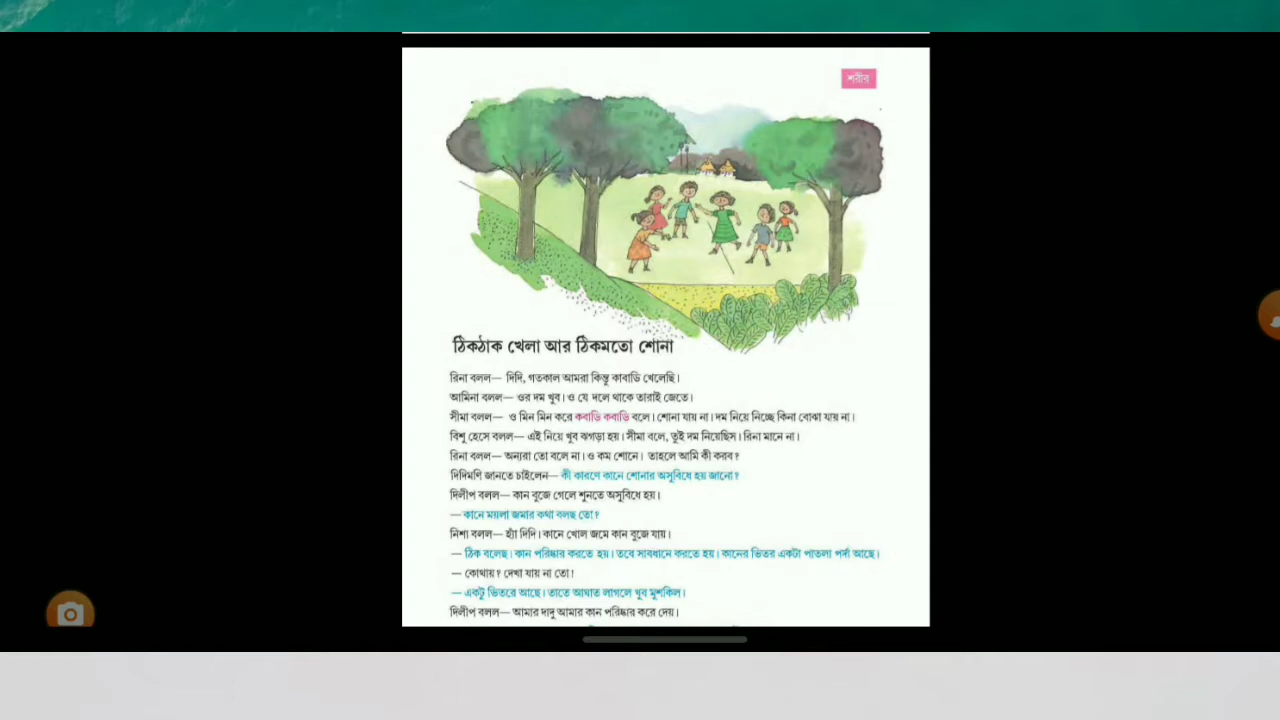 শরীর
ঠিকঠাক খেলা আর ঠিকমতো শোনা
রিনা বলল— দিদি, গতকাল আমরা কিন্তু কাবাডি খেলেছি।
আমিনা বলল— ওর দম খুব। ও যে দলে থাকে তারাই জেতে।
সীমা বলল— ও মিন মিন করে কবাডি কবাডি বলে। শোনা যায় না। দম নিয়ে নিচ্ছে কিনা বোঝা যায় না।
বিশু হেসে বলল— এই নিয়ে খুব ঝগড়া হয়। সীমা বলে, তুই দম নিয়েছিস। রিনা মানে না।
রিনা বলল— অন্যরা তো বলে না। ও কম শোনে। তাহলে আমি কী করব?
দিদিমণি জানতে চাইলেন— কী কারণে কানে শোনার অসুবিধে হয় জানো?
দিলীপ বলল— কান বুজে গেলে শুনতে অসুবিধে হয়।
— কানে ময়লা জমার কথা বলছ তো?
নিশা বলল— হ্যাঁ দিদি। কানে খোল জমে কান বুজে যায়।
— ঠিক বলেছ। কান পরিষ্কার করতে হয়। তবে সাবধানে করতে হয়। কানের ভিতর একটা পাতলা পর্দা আছে।
— কোথায়? দেখা যায় না তো!
— একটু ভিতরে আছে। তাতে আঘাত লাগলে খুব মুশকিল।
দিলীপ বলল— আমার দাদু আমার কান পরিষ্কার করে দেয়।